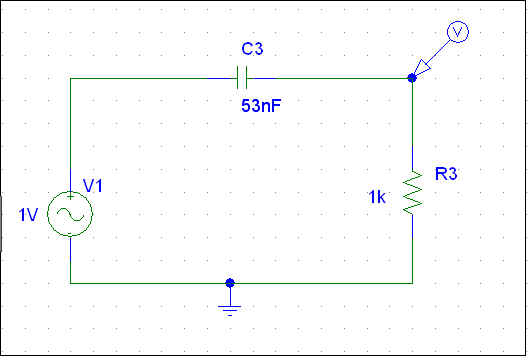 V
C3
53nF
R3
1k
V1
+
1V
-